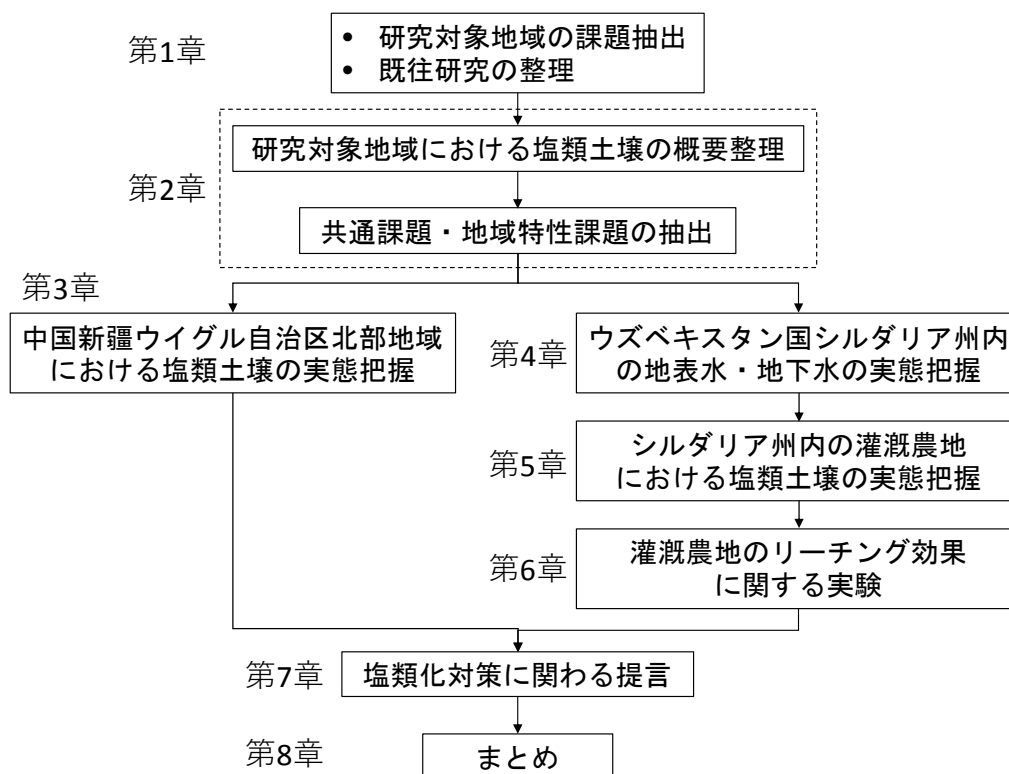 第1章
• 研究対象地域の課題抽出
• 既往研究の整理
第2章
研究対象地域における塩類土壌の概要整理
共通課題・地域特性課題の抽出
第3章
中国新疆ウイグル自治区北部地域
における塩類土壌の実態把握
第4章
ウズベキスタン国シルダリア州内
の地表水・地下水の実態把握
第5章
シルダリア州内の灌漑農地
における塩類土壌の実態把握
第6章
灌漑農地のリーチング効果
に関する実験
第7章
塩類化対策に関わる提言
第8章
まとめ